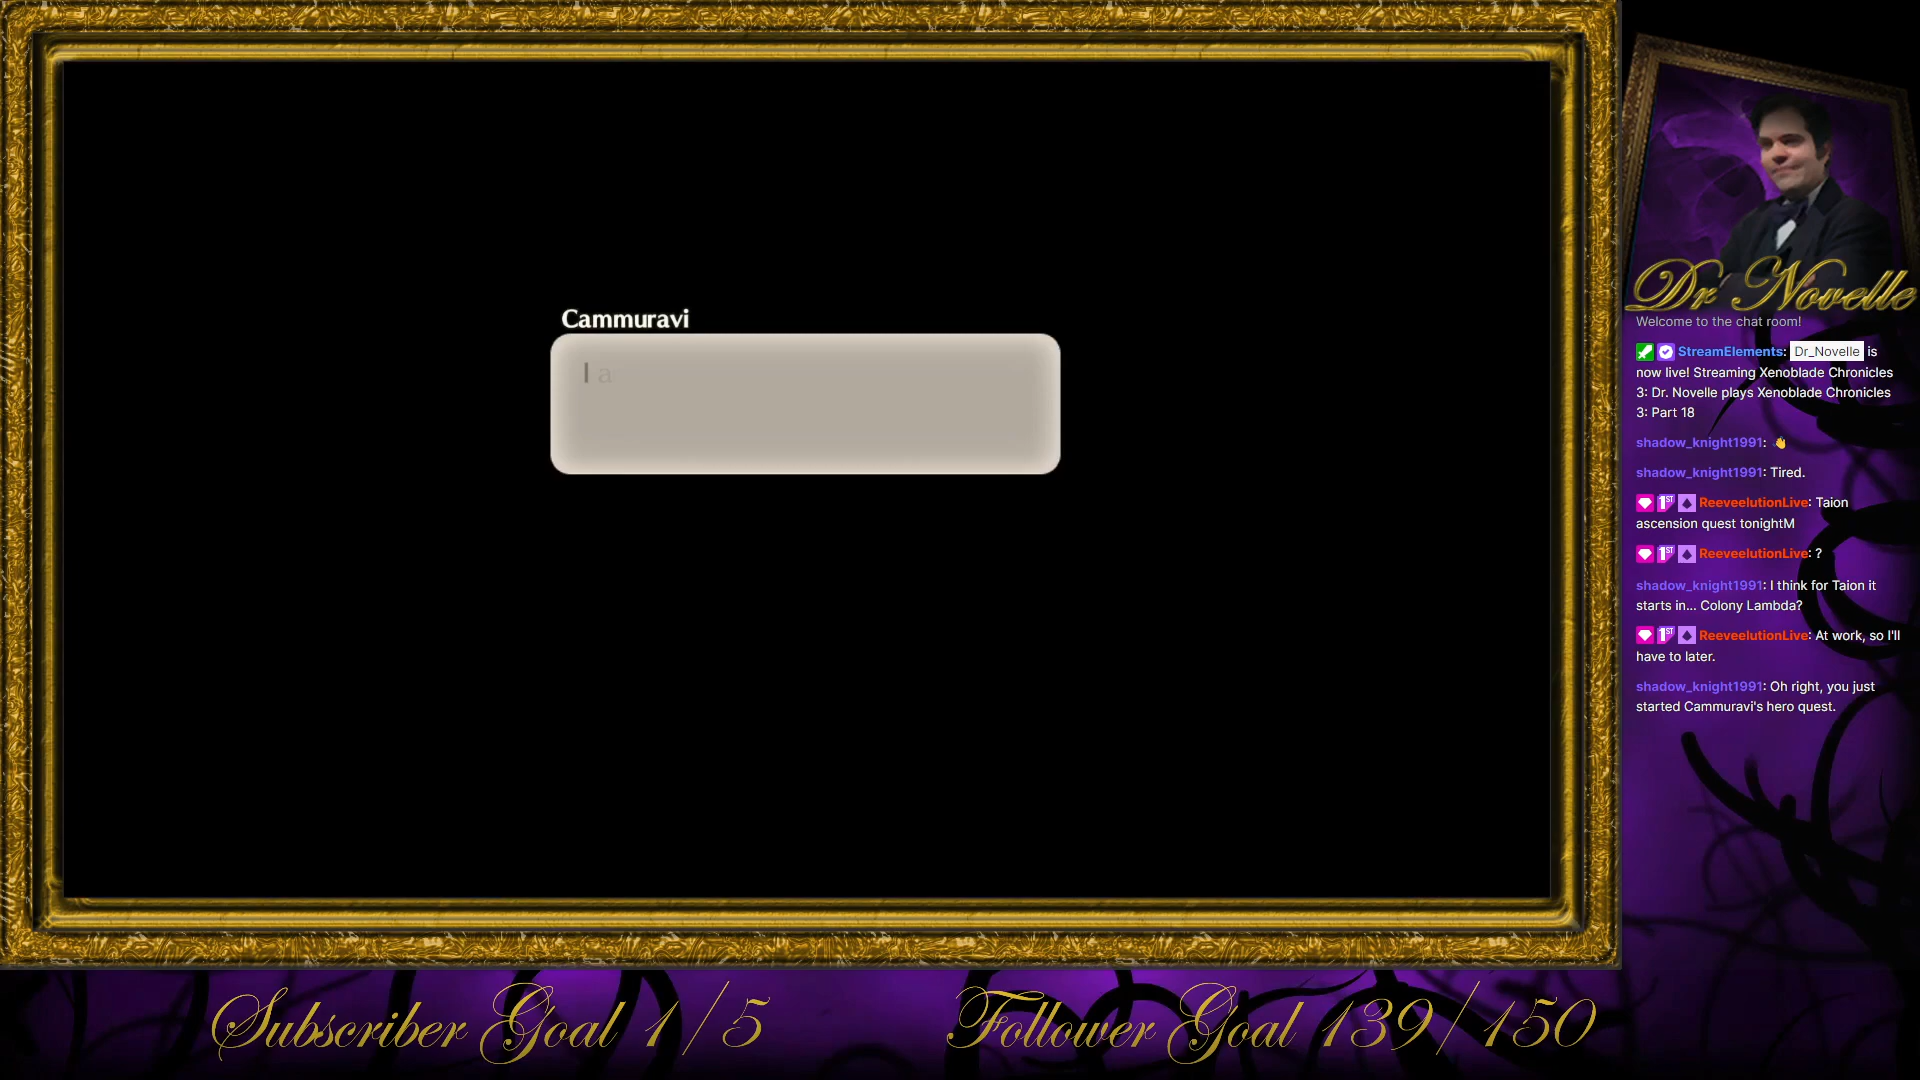 Cammuravi
I a
Dr Novelle
Welcome to the chat room!
StreamElements: Dr_Novelle is
now live! Streaming Xenoblade Chronicles
3: Dr. Novelle plays Xenoblade Chronicles
3: Part 18
shadow_knight1991: 👋
shadow_knight1991: Tired.
1ST ReeveelutionLive: Taion
ascension quest tonightM
1ST ReeveelutionLive: ?
shadow_knight1991: I think for Taion it
starts in... Colony Lambda?
1ST ReeveelutionLive: At work, so I'll
have to later.
shadow_knight1991: Oh right, you just
started Cammuravi's hero quest.
Subscriber Goal 1/5
Follower Goal 139/150